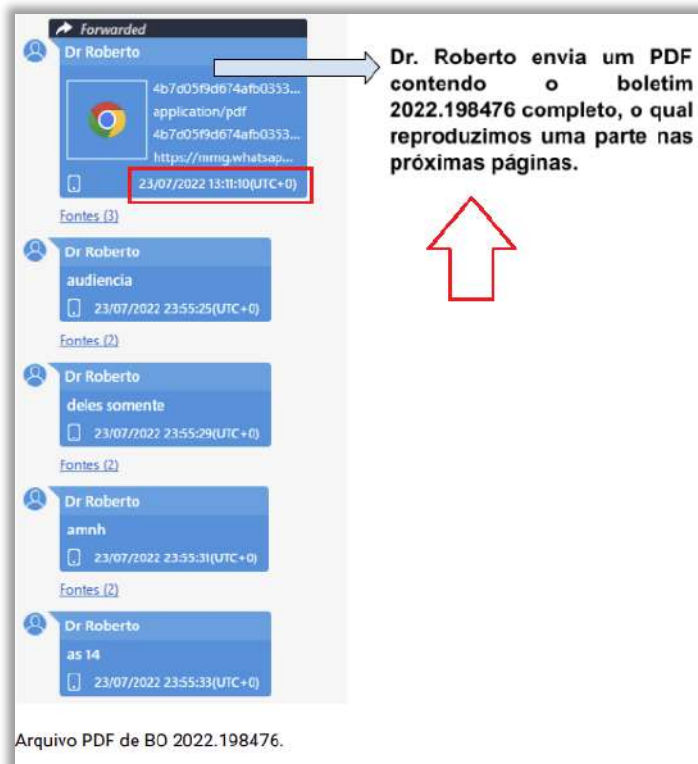 Forwarded
Dr Roberto
4b7d05f9d674afb0353...
application/pdf
4b7d05f9d674afb0353...
https://mmg.whatsap...
23/07/2022 13:11:10(UTC+0)
Fontes (3)
Dr. Roberto envia um PDF
contendo o boletim
2022.198476 completo, o qual
reproduzimos uma parte nas
próximas páginas.
Dr Roberto
audiencia
23/07/2022 23:55:25(UTC+0)
Fontes (2)
Dr Roberto
deles somente
23/07/2022 23:55:29(UTC+0)
Fontes (2)
Dr Roberto
amnh
23/07/2022 23:55:31(UTC+0)
Fontes (2)
Dr Roberto
as 14
23/07/2022 23:55:33(UTC+0)
Arquivo PDF de BO 2022.198476.